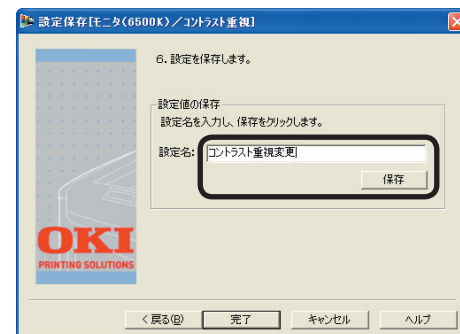 設定保存[モニタ(6500K)/コントラスト重視]
6. 設定を保存します。
設定値の保存
設定名を入力し、保存をクリックします。
設定名: コントラスト重視変更
保存
OKI
PRINTING SOLUTIONS
< 戻る(B) 完了 キャンセル ヘルプ